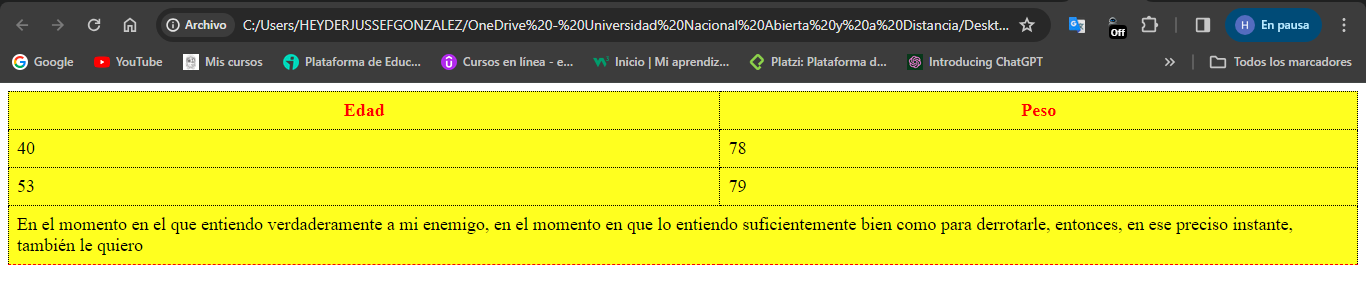 Archivo C:/Users/HEYDERJUSSEFGONZALEZ/OneDrive%20-%20Universidad%20Nacional%20Abierta%20y%20a%20Distancia/Deskt... Off H En pausa
Google YouTube Mis cursos Plataforma de Educ... Cursos en línea - e... Inicio | Mi aprendiz... Platzi: Plataforma d... Introducing ChatGPT » Todos los marcadores
Edad Peso
40 78
53 79
En el momento en el que entiendo verdaderamente a mi enemigo, en el momento en que lo entiendo suficientemente bien como para derrotarle, entonces, en ese preciso instante,
también le quiero